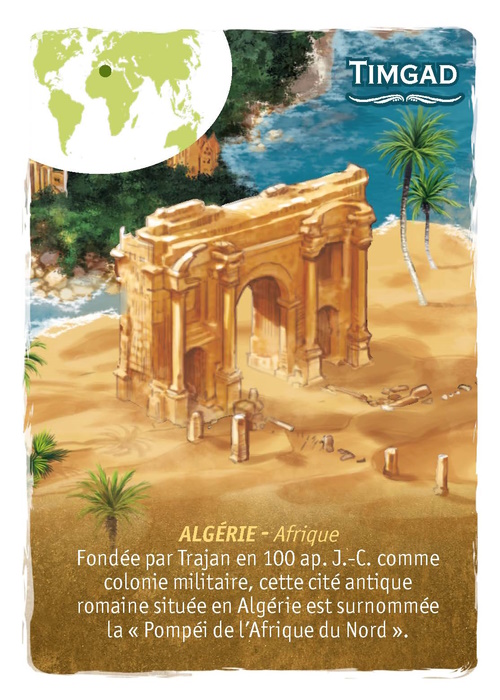 TIMGAD
ALGÉRIE - Afrique
Fondée par Trajan en 100 ap. J.-C. comme
colonie militaire, cette cité antique
romaine située en Algérie est surnommée
la « Pompéi de l'Afrique du Nord ».